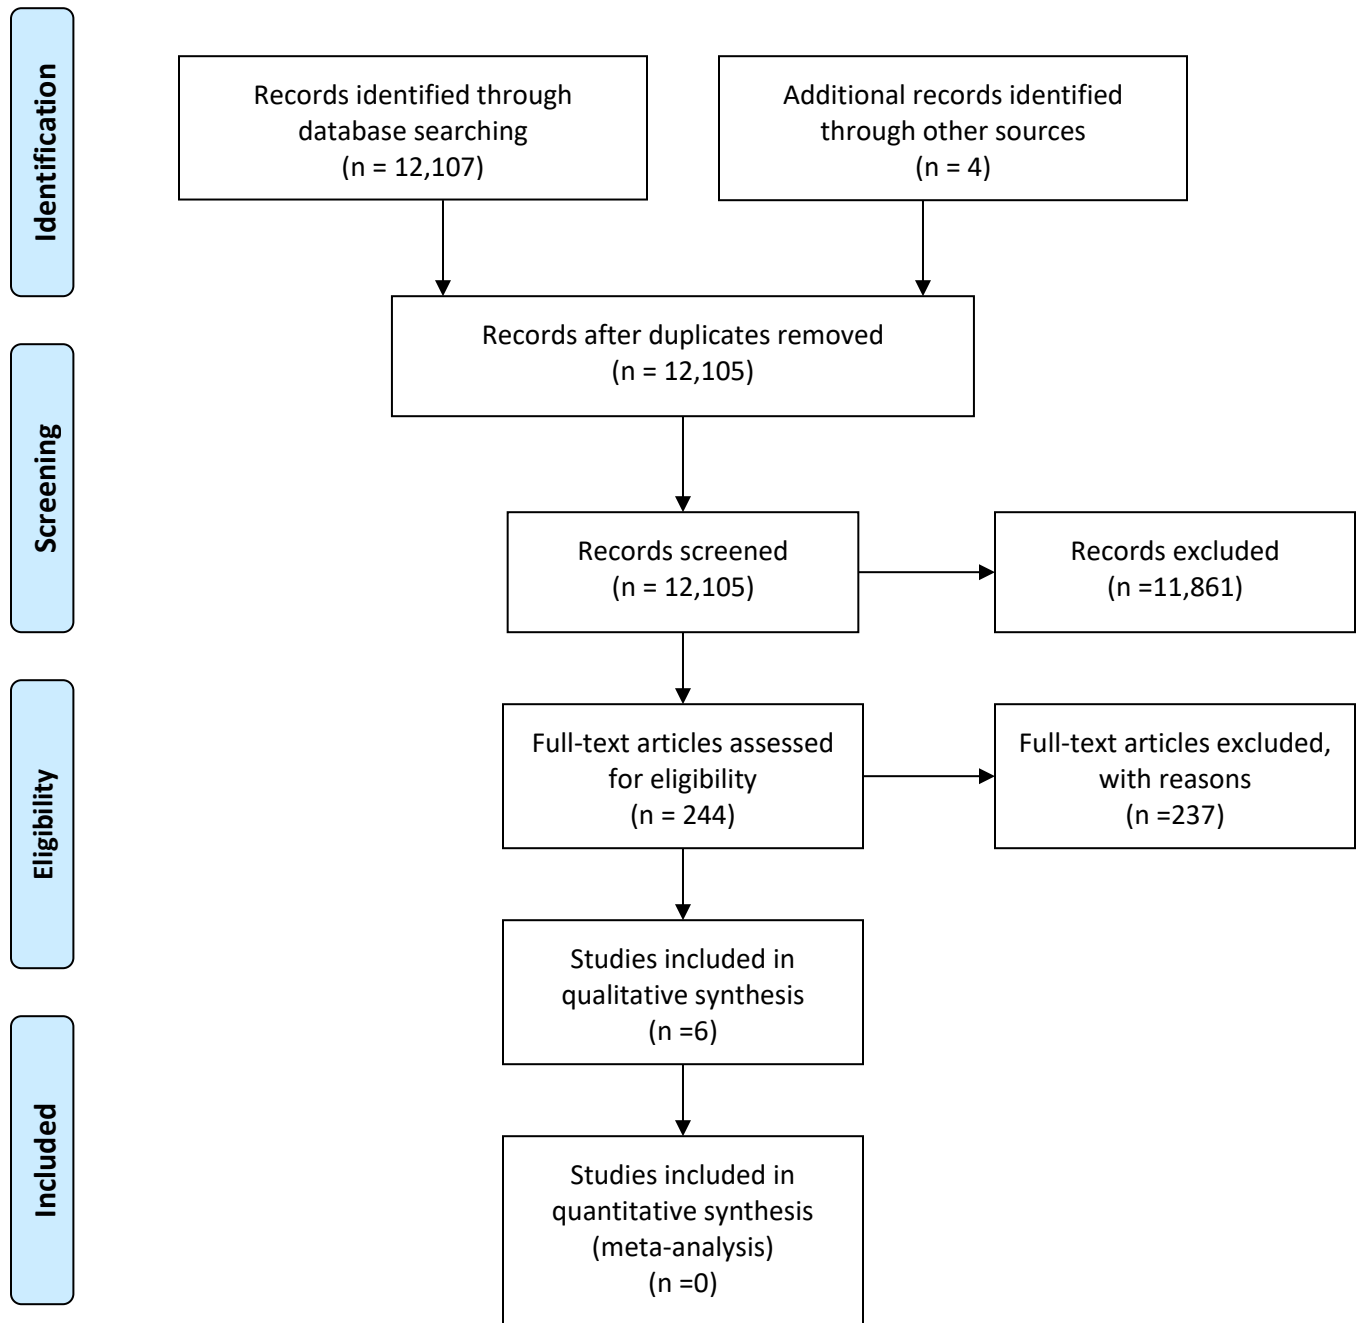 Identification
Records identified through
database searching
(n = 12,107)
Additional records identified
through other sources
(n = 4)
Records after duplicates removed
(n = 12,105)
Screening
Records screened
(n = 12,105)
Records excluded
(n =11,861)
Eligibility
Full-text articles assessed
for eligibility
(n = 244)
Full-text articles excluded,
with reasons
(n =237)
Studies included in
qualitative synthesis
(n =6)
Included
Studies included in
quantitative synthesis
(meta-analysis)
(n =0)